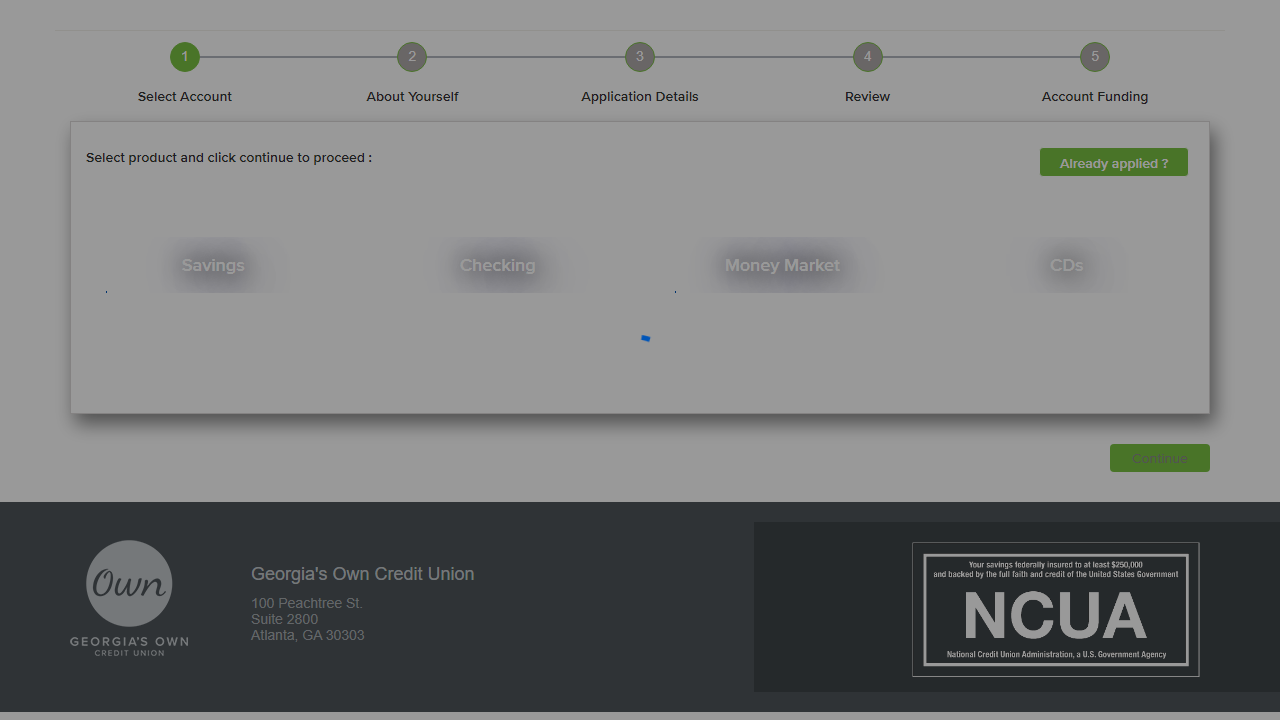 1 2 3 4 5
Select Account About Yourself Application Details Review Account Funding
Select product and click continue to proceed :
Already applied ?
Savings Checking Money Market CDs
Continue
Own
GEORGIA'S OWN
CREDIT UNION
Georgia's Own Credit Union
100 Peachtree St.
Suite 2800
Atlanta, GA 30303
Your savings federally insured to at least $250,000
and backed by the full faith and credit of the United States Government
NCUA
National Credit Union Administration, a U.S. Government Agency